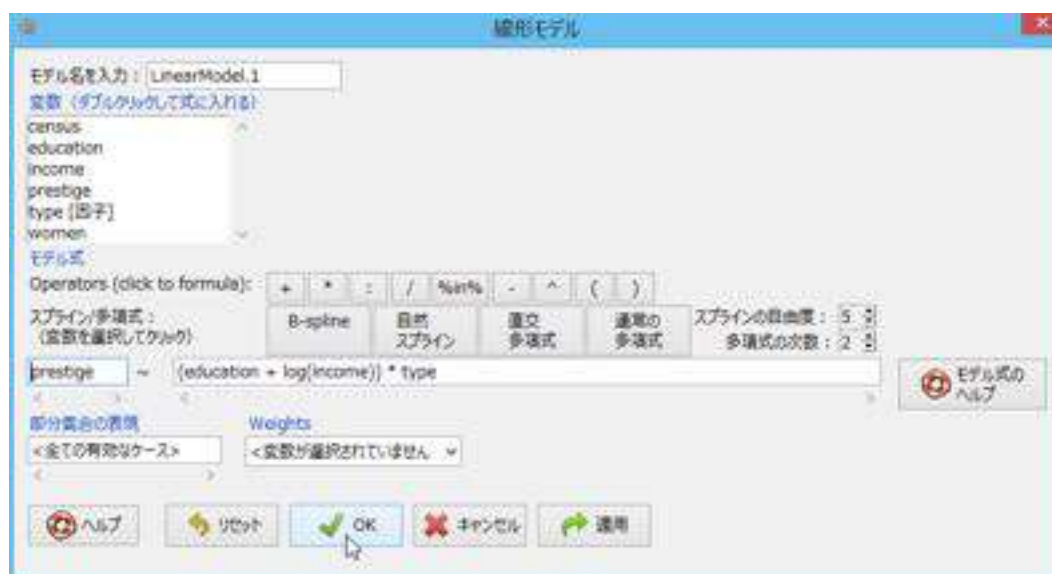 線形モデル
モデル名を入力： LinearModel.1
変数（ダブルクリックして式に入れる）
census
education
income
prestige
type [因子]
women
モデル式
Operators (click to formula): + * : / %in% - ^ ( )
スプライン/多項式：
（変数を選択してクリック）
B-spline
自然
スプライン
直交
多項式
通常の
多項式
スプラインの自由度： 5
多項式の次数： 2
prestige ~ (education + log(income)) * type
モデル式の
ヘルプ
部分集合の表現
Weights
<全ての有効なケース>
<変数が選択されていません
ヘルプ リセット OK キャンセル 適用